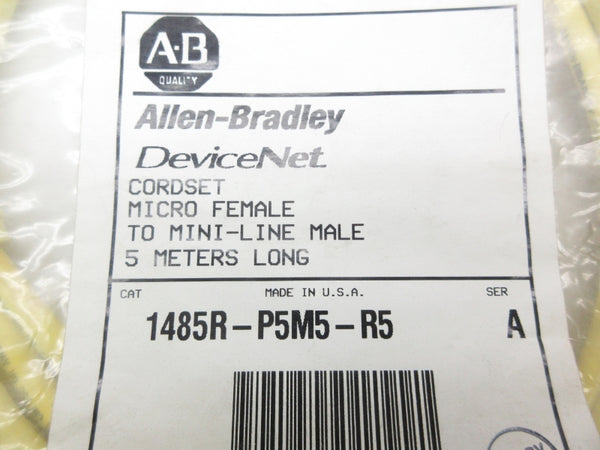 A-B
QUALITY
Allen-Bradley
DeviceNet
CORDSET
MICRO FEMALE
TO MINI-LINE MALE
5 METERS LONG
CAT MADE IN U.S.A. SER
1485R-P5M5-R5 A